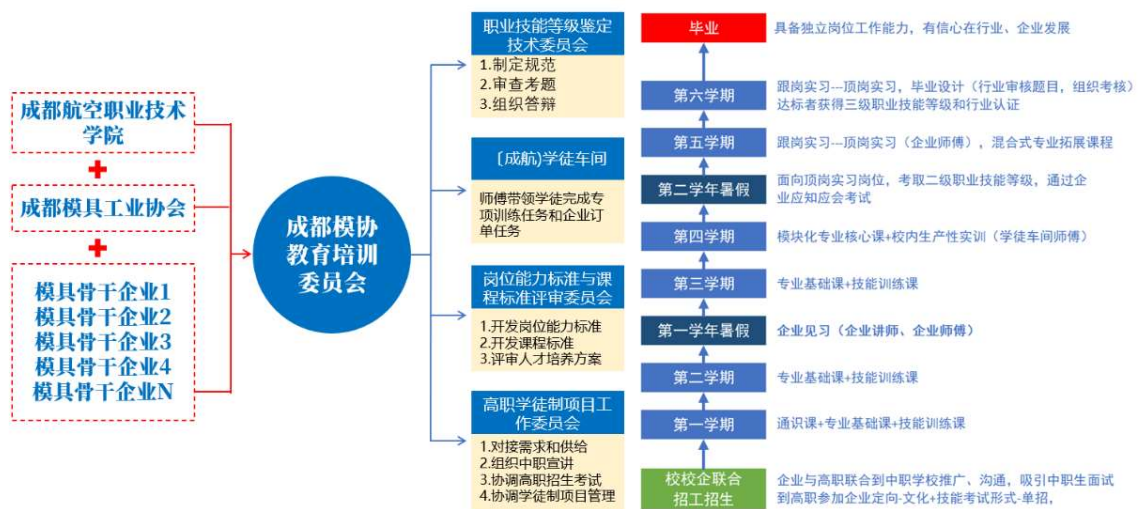 成都航空职业技术
学院
成都模具工业协会
模具骨干企业1
模具骨干企业2
模具骨干企业3
模具骨干企业4
模具骨干企业N
成都模协
教育培训
委员会
职业技能等级鉴定
技术委员会
1.制定规范
2.审查考题
3.组织答辩
(成航)学徒车间
师傅带领学徒完成专
项训练任务和企业订
单任务
岗位能力标准与课
程标准评审委员会
1.开发岗位能力标准
2.开发课程标准
3.评审人才培养方案
高职学徒制项目工
作委员会
1.对接需求和供给
2.组织中职宣讲
3.协调高职招生考试
4.协调学徒制项目管理
毕业
具备独立岗位工作能力，有信心在行业、企业发展
第六学期
跟岗实习---顶岗实习，毕业设计（行业审核题目，组织考核）
达标者获得三级职业技能等级和行业认证
第五学期
跟岗实习---顶岗实习（企业师傅），混合式专业拓展课程
第二学年暑假
面向顶岗实习岗位，考取二级职业技能等级，通过企
业应知应会考试
第四学期
模块化专业核心课+校内生产性实训（学徒车间师傅）
第三学期
专业基础课+技能训练课
第一学年暑假
企业见习（企业讲师、企业师傅）
第二学期
专业基础课+技能训练课
第一学期
通识课+专业基础课+技能训练课
校校企联合
招工招生
企业与高职联合到中职学校推广、沟通，吸引中职生面试
到高职参加企业定向-文化+技能考试形式-单招，